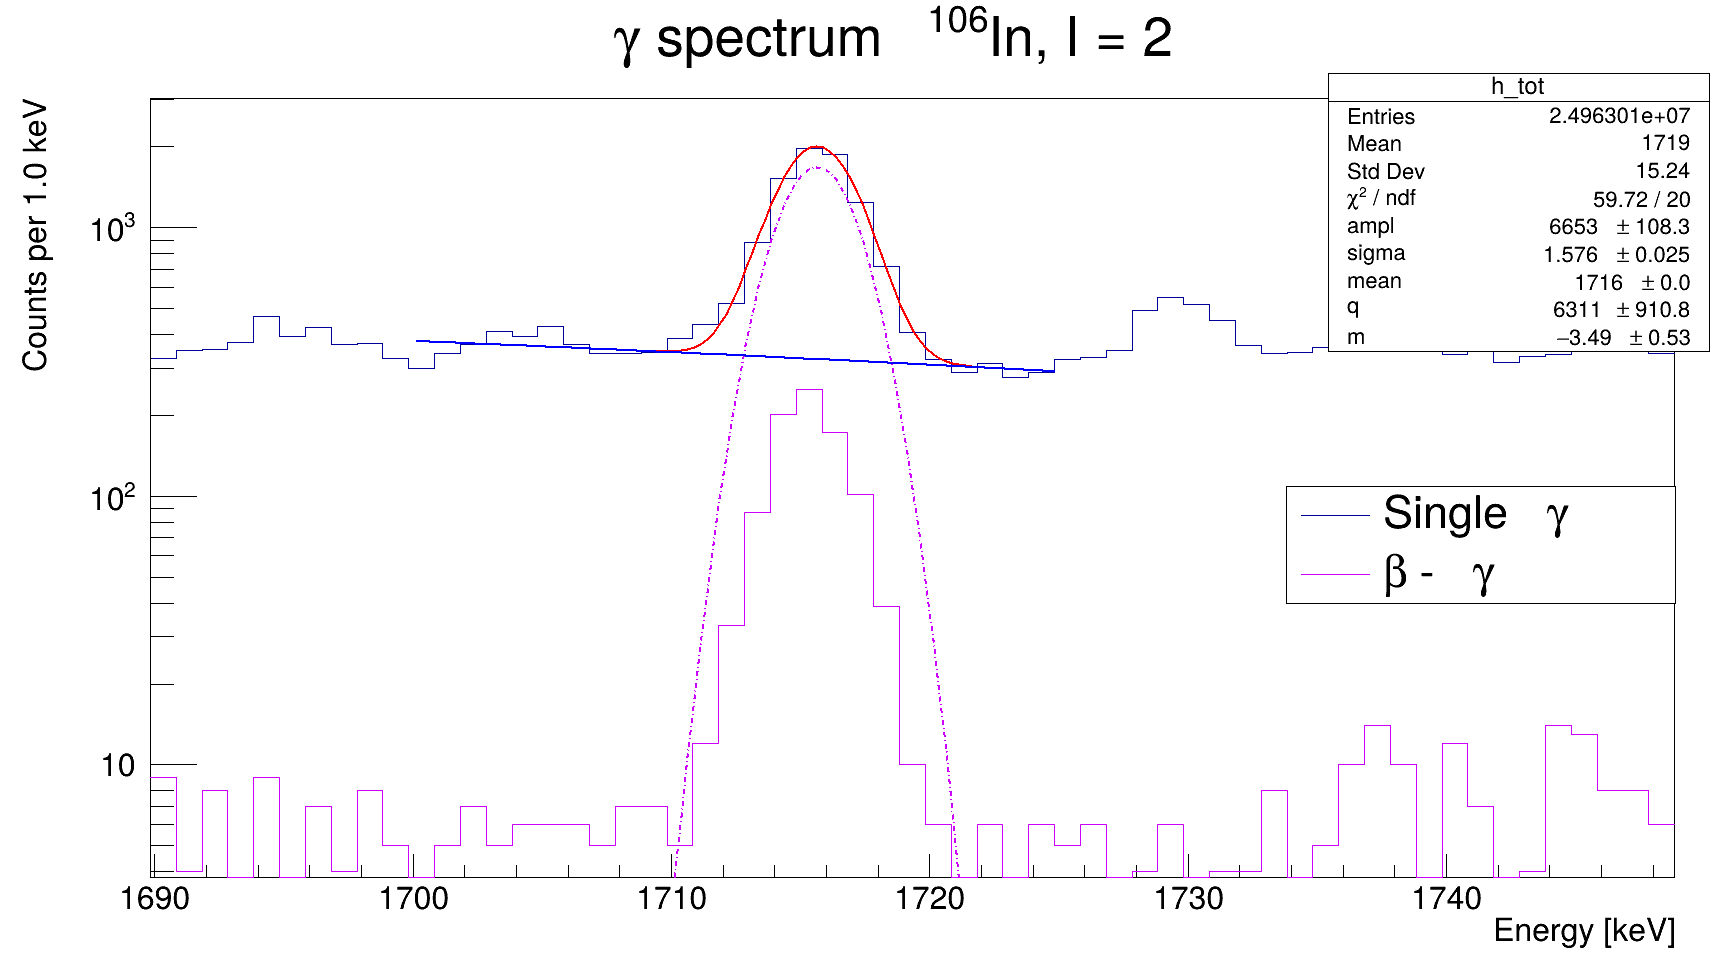 γ spectrum ¹⁰⁶In, I = 2
Counts per 1.0 keV
h_tot
Entries 2.496301e+07
Mean 1719
Std Dev 15.24
χ² / ndf 59.72 / 20
ampl 6653 ± 108.3
sigma 1.576 ± 0.025
mean 1716 ± 0.0
q 6311 ± 910.8
m −3.49 ± 0.53
10³
10²
10
Single γ
β - γ
1690 1700 1710 1720 1730 1740
Energy [keV]